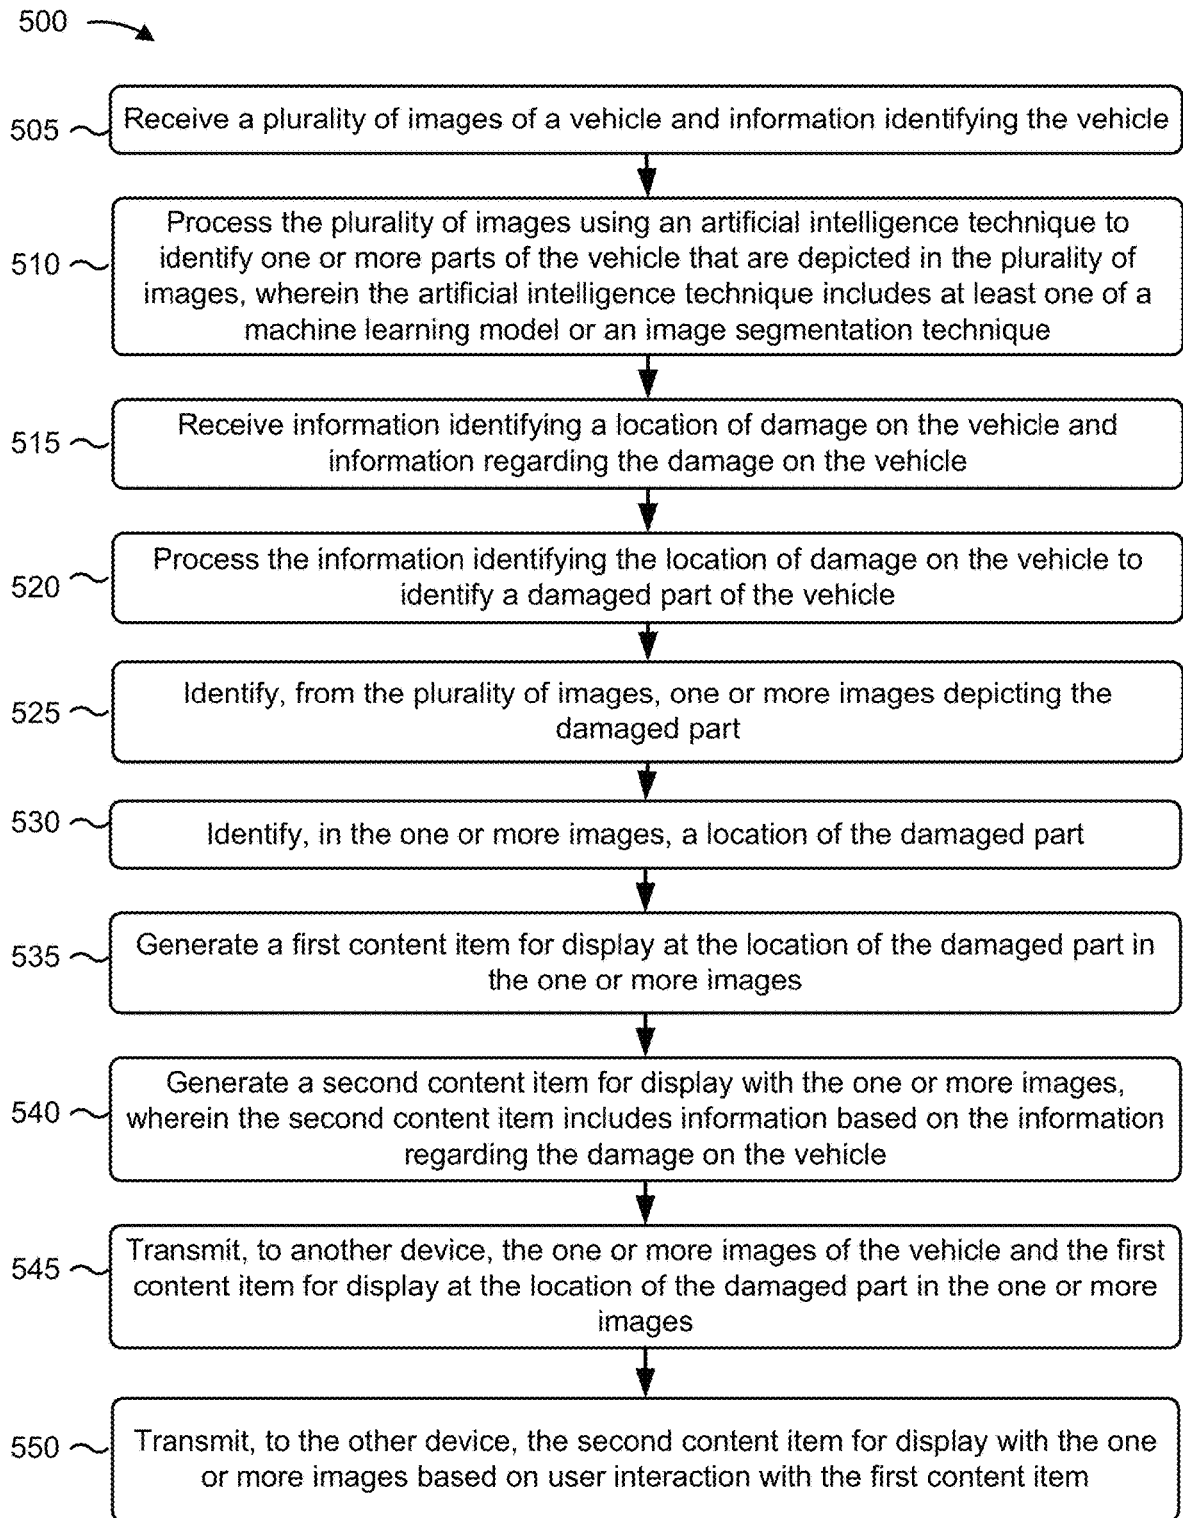 500
505
Receive a plurality of images of a vehicle and information identifying the vehicle
510
Process the plurality of images using an artificial intelligence technique to
identify one or more parts of the vehicle that are depicted in the plurality of
images, wherein the artificial intelligence technique includes at least one of a
machine learning model or an image segmentation technique
515
Receive information identifying a location of damage on the vehicle and
information regarding the damage on the vehicle
520
Process the information identifying the location of damage on the vehicle to
identify a damaged part of the vehicle
525
Identify, from the plurality of images, one or more images depicting the
damaged part
530
Identify, in the one or more images, a location of the damaged part
535
Generate a first content item for display at the location of the damaged part in
the one or more images
540
Generate a second content item for display with the one or more images,
wherein the second content item includes information based on the information
regarding the damage on the vehicle
545
Transmit, to another device, the one or more images of the vehicle and the first
content item for display at the location of the damaged part in the one or more
images
550
Transmit, to the other device, the second content item for display with the one
or more images based on user interaction with the first content item